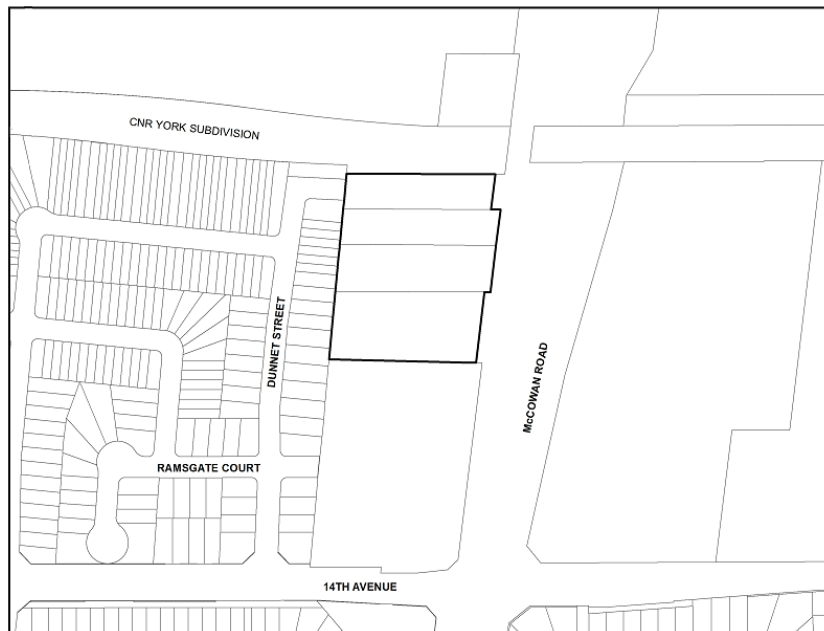 CNR YORK SUBDIVISION
DUNNET STREET
McCOWAN ROAD
RAMSGATE COURT
14TH AVENUE